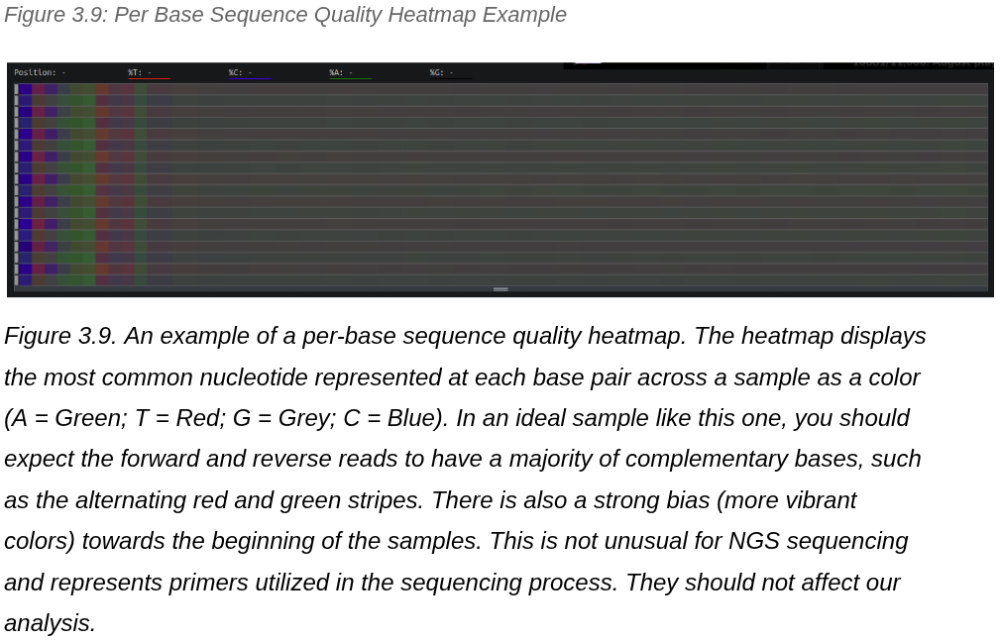 Figure 3.9: Per Base Sequence Quality Heatmap Example
Position: - %T: - %C: - %A: - %G: -
Figure 3.9. An example of a per-base sequence quality heatmap. The heatmap displays
the most common nucleotide represented at each base pair across a sample as a color
(A = Green; T = Red; G = Grey; C = Blue). In an ideal sample like this one, you should
expect the forward and reverse reads to have a majority of complementary bases, such
as the alternating red and green stripes. There is also a strong bias (more vibrant
colors) towards the beginning of the samples. This is not unusual for NGS sequencing
and represents primers utilized in the sequencing process. They should not affect our
analysis.